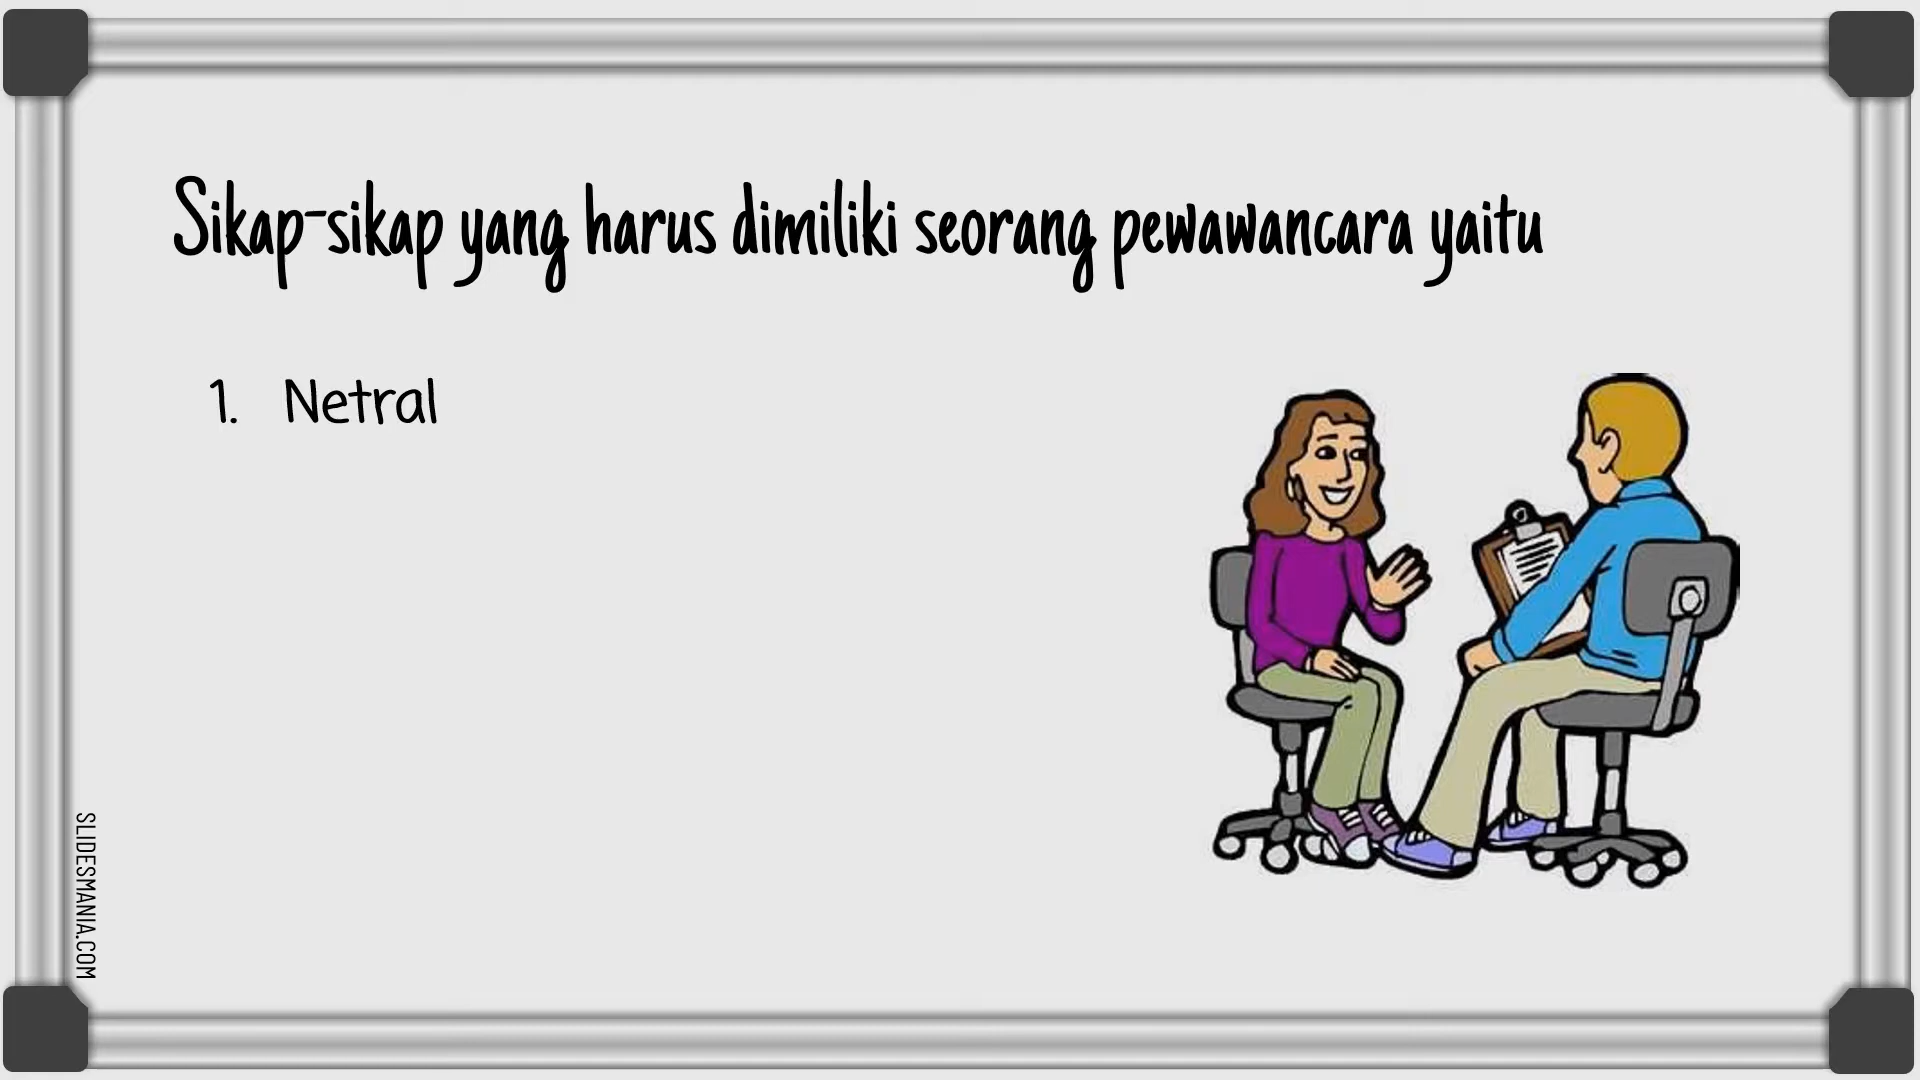 Sikap-sikap yang harus dimiliki seorang pewawancara yaitu
1. Netral
SLIDESMANIA.COM